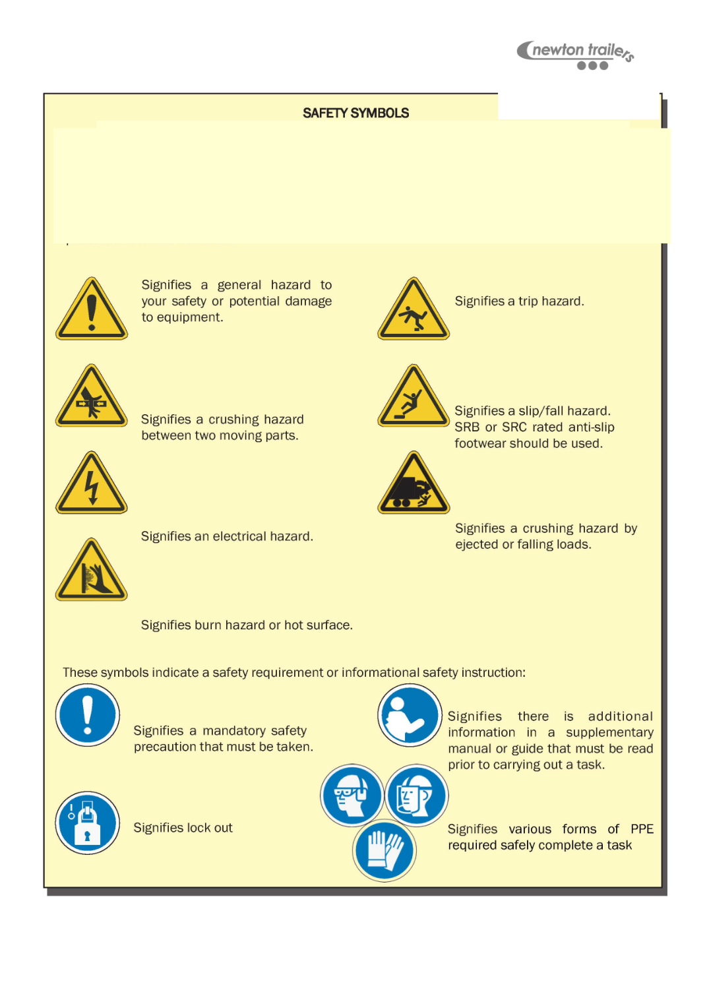 newton trailers
SAFETY SYMBOLS
Signifies a general hazard to
your safety or potential damage
to equipment.
Signifies a trip hazard.
Signifies a crushing hazard
between two moving parts.
Signifies a slip/fall hazard.
SRB or SRC rated anti-slip
footwear should be used.
Signifies an electrical hazard.
Signifies a crushing hazard by
ejected or falling loads.
Signifies burn hazard or hot surface.
These symbols indicate a safety requirement or informational safety instruction:
Signifies a mandatory safety
precaution that must be taken.
Signifies there is additional
information in a supplementary
manual or guide that must be read
prior to carrying out a task.
Signifies lock out
Signifies various forms of PPE
required safely complete a task